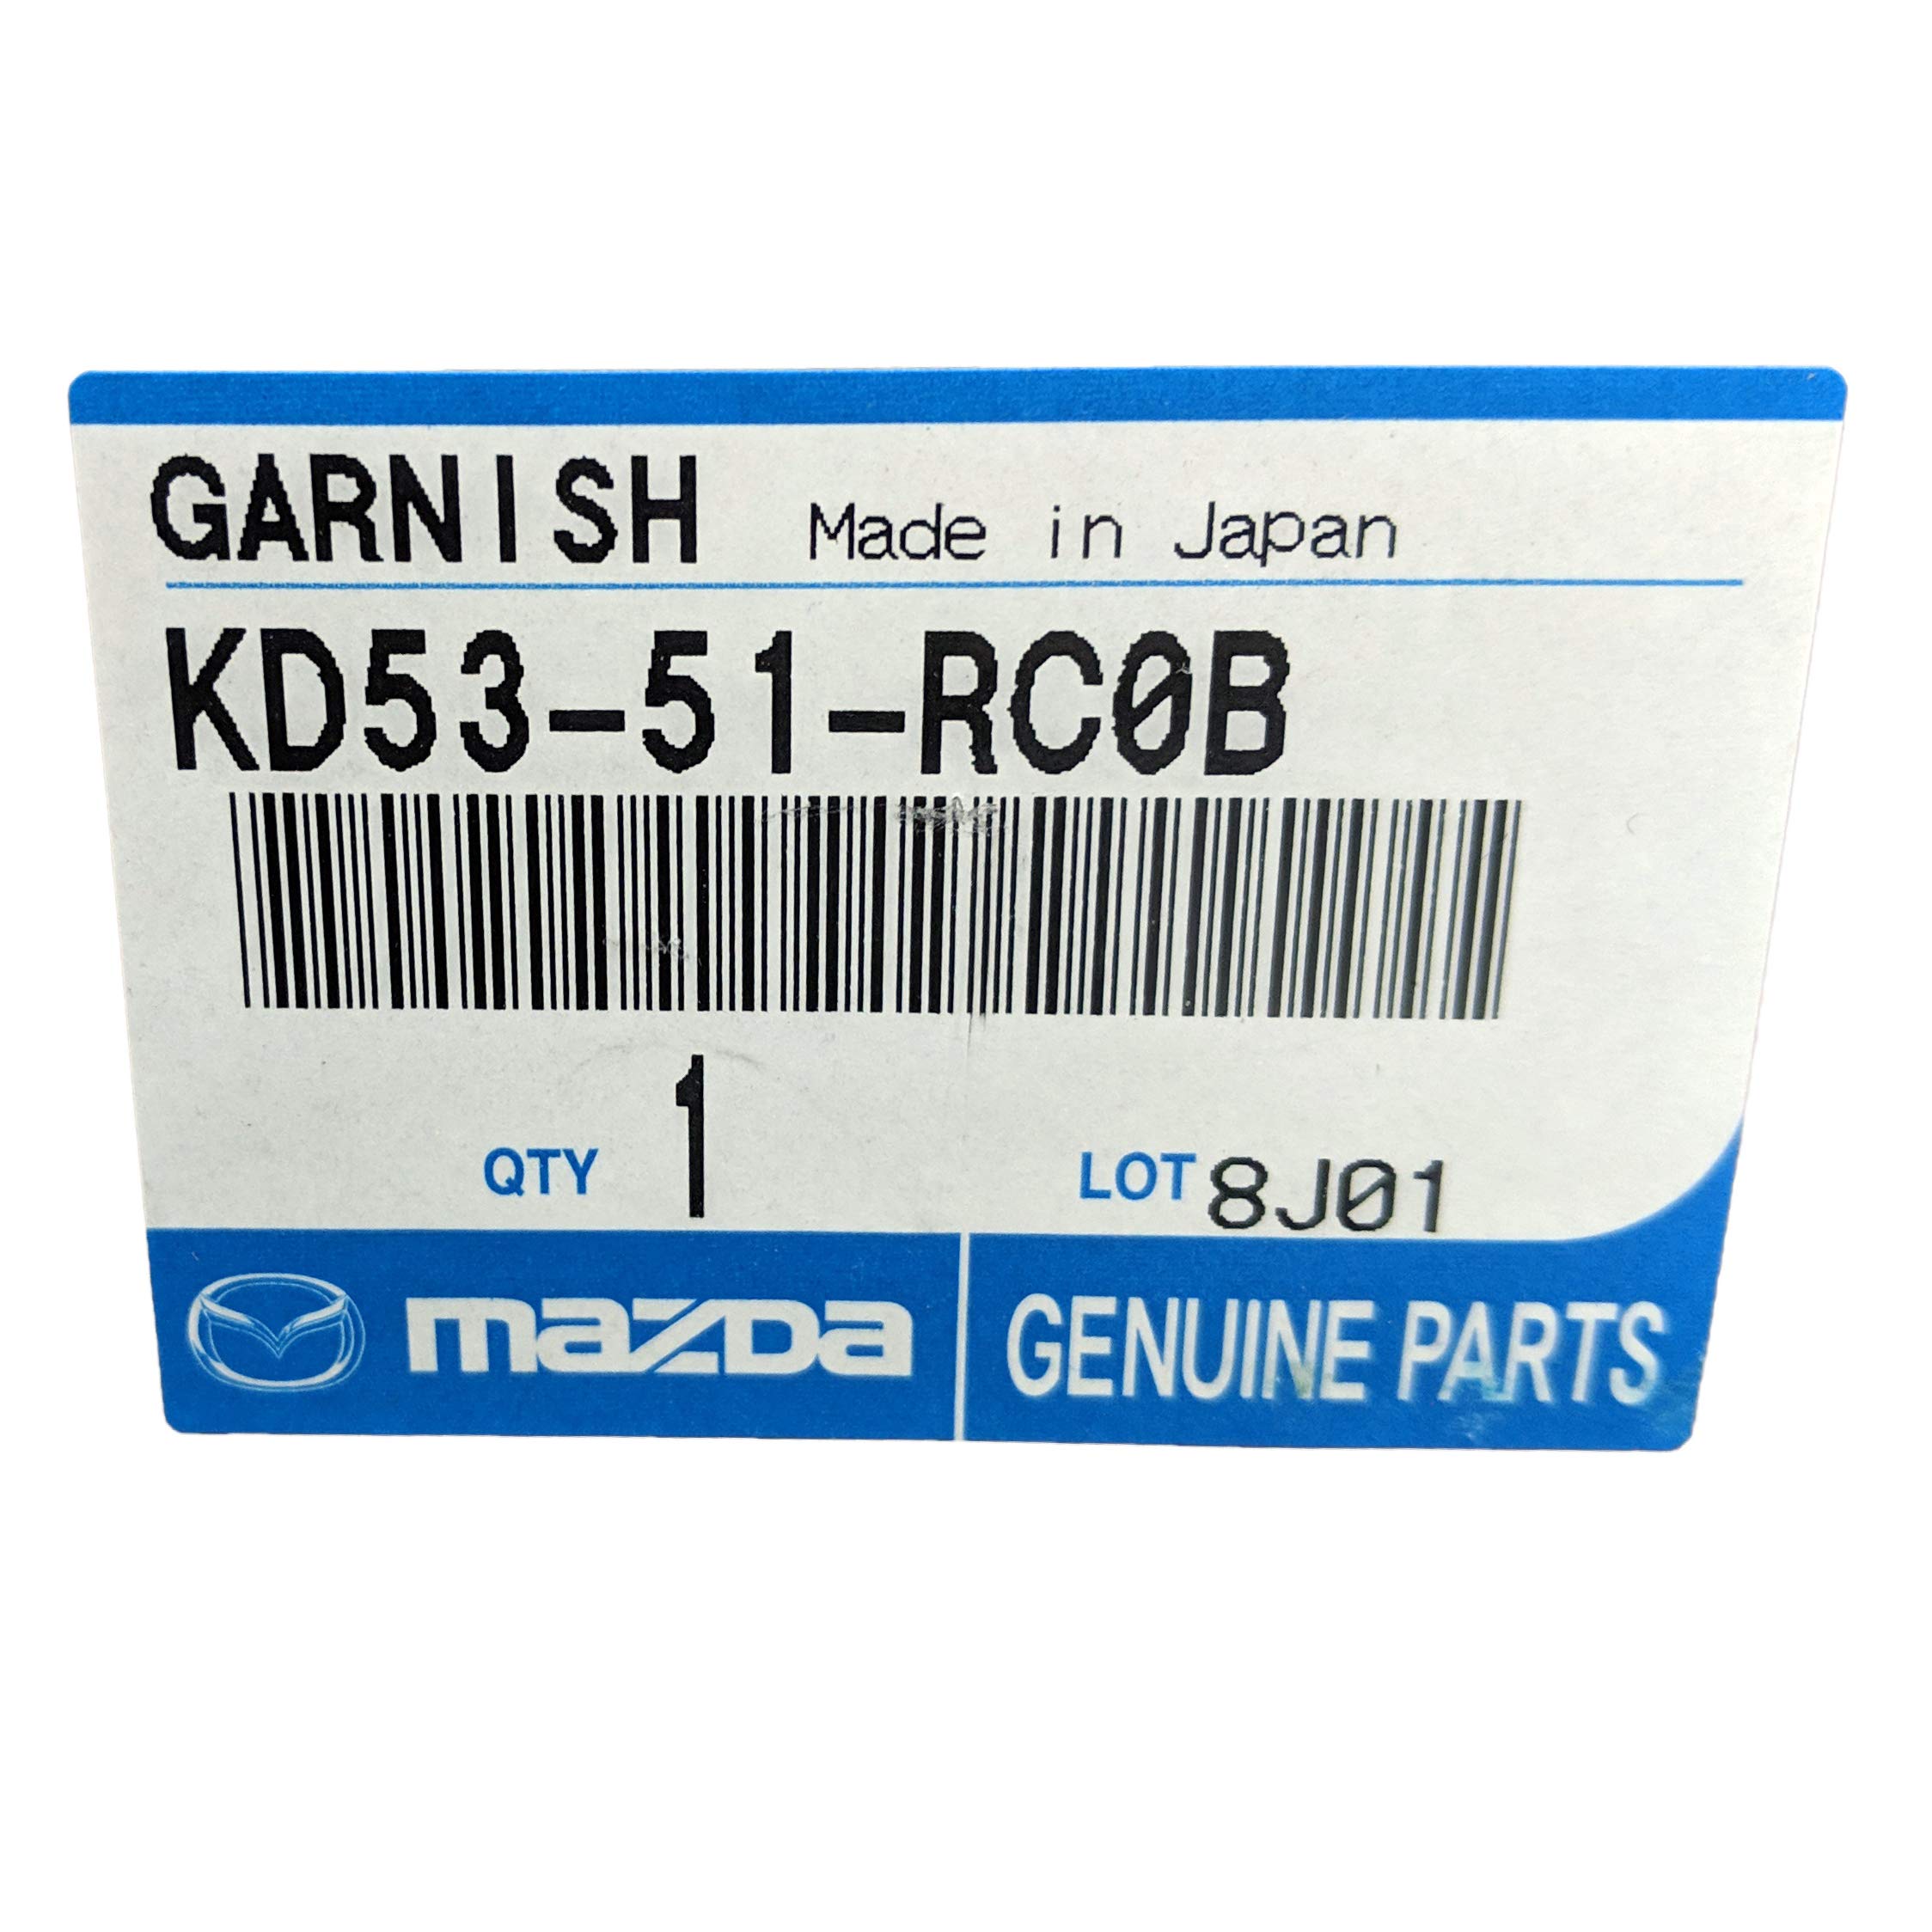 GARNISH Made in Japan
KD53-51-RC0B
QTY 1 LOT 8J01
mazda GENUINE PARTS